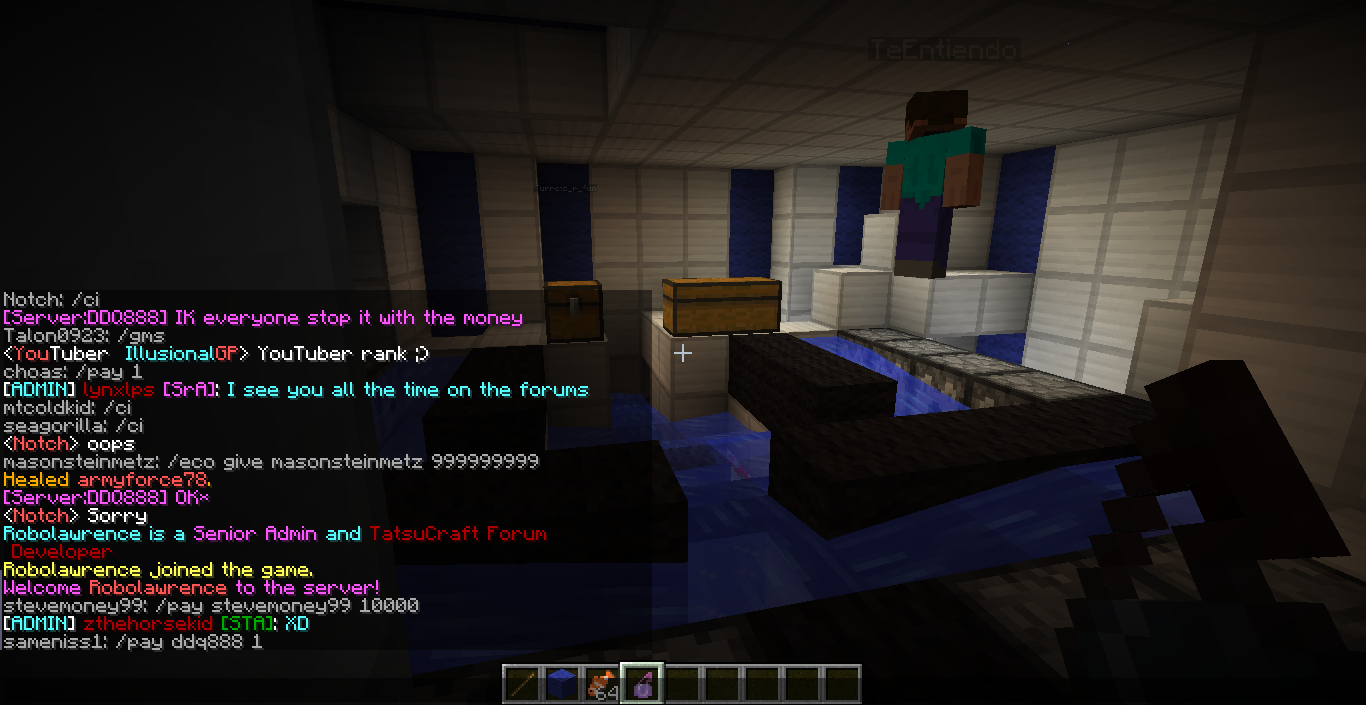 TeEntiendo
Notch: /ci
[Server:DDQ888] IK everyone stop it with the money
Talon0923: /gms
<YouTuber IllusionalGP> YouTuber rank ;)
choas: /pay 1
[ADMIN] lynxlps [SrA]: I see you all the time on the forums
mtcoldkid: /ci
seagorilla: /ci
<Notch> oops
masonsteinmetz: /eco give masonsteinmetz 999999999
Healed armyforce78.
[Server:DDQ888] OK*
<Notch> Sorry
Robolawrence is a Senior Admin and TatsuCraft Forum
Developer
Robolawrence joined the game.
Welcome Robolawrence to the server!
stevemoney99: /pay stevemoney99 10000
[ADMIN] zthehorsekid [STA]: XD
sameniss1: /pay ddq888 1
64